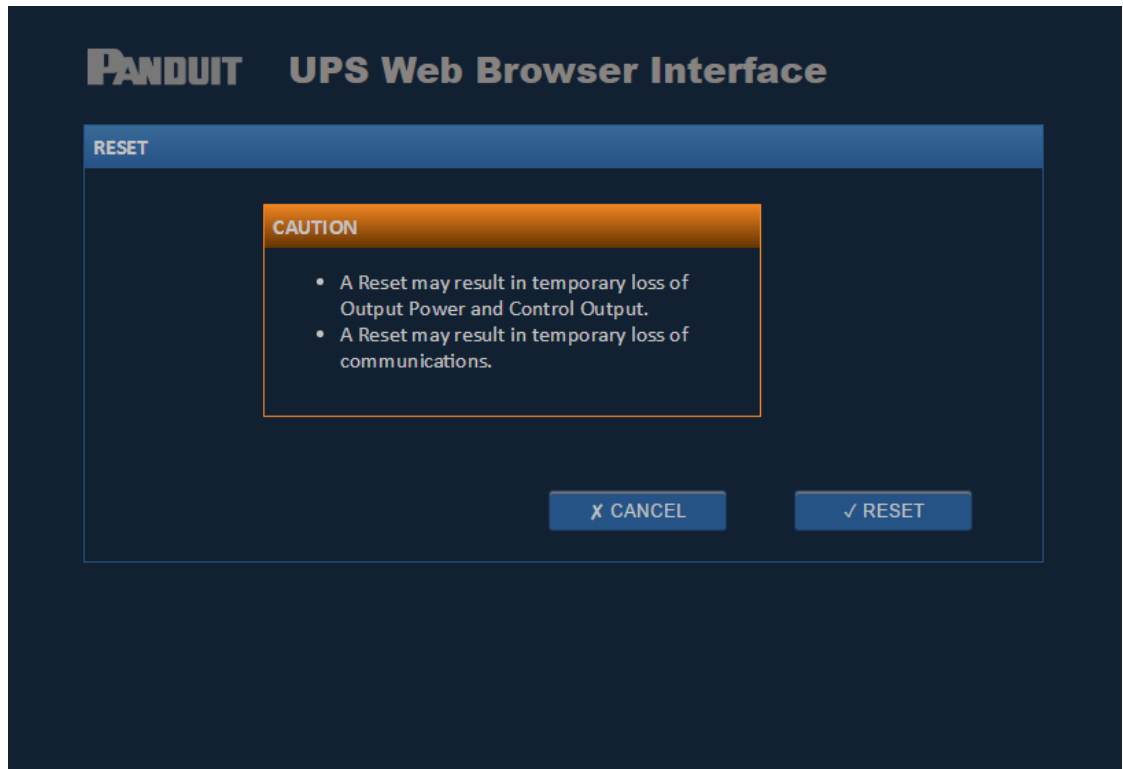 PANDUIT UPS Web Browser Interface
RESET
CAUTION
• A Reset may result in temporary loss of
Output Power and Control Output.
• A Reset may result in temporary loss of
communications.
✗ CANCEL
✓ RESET